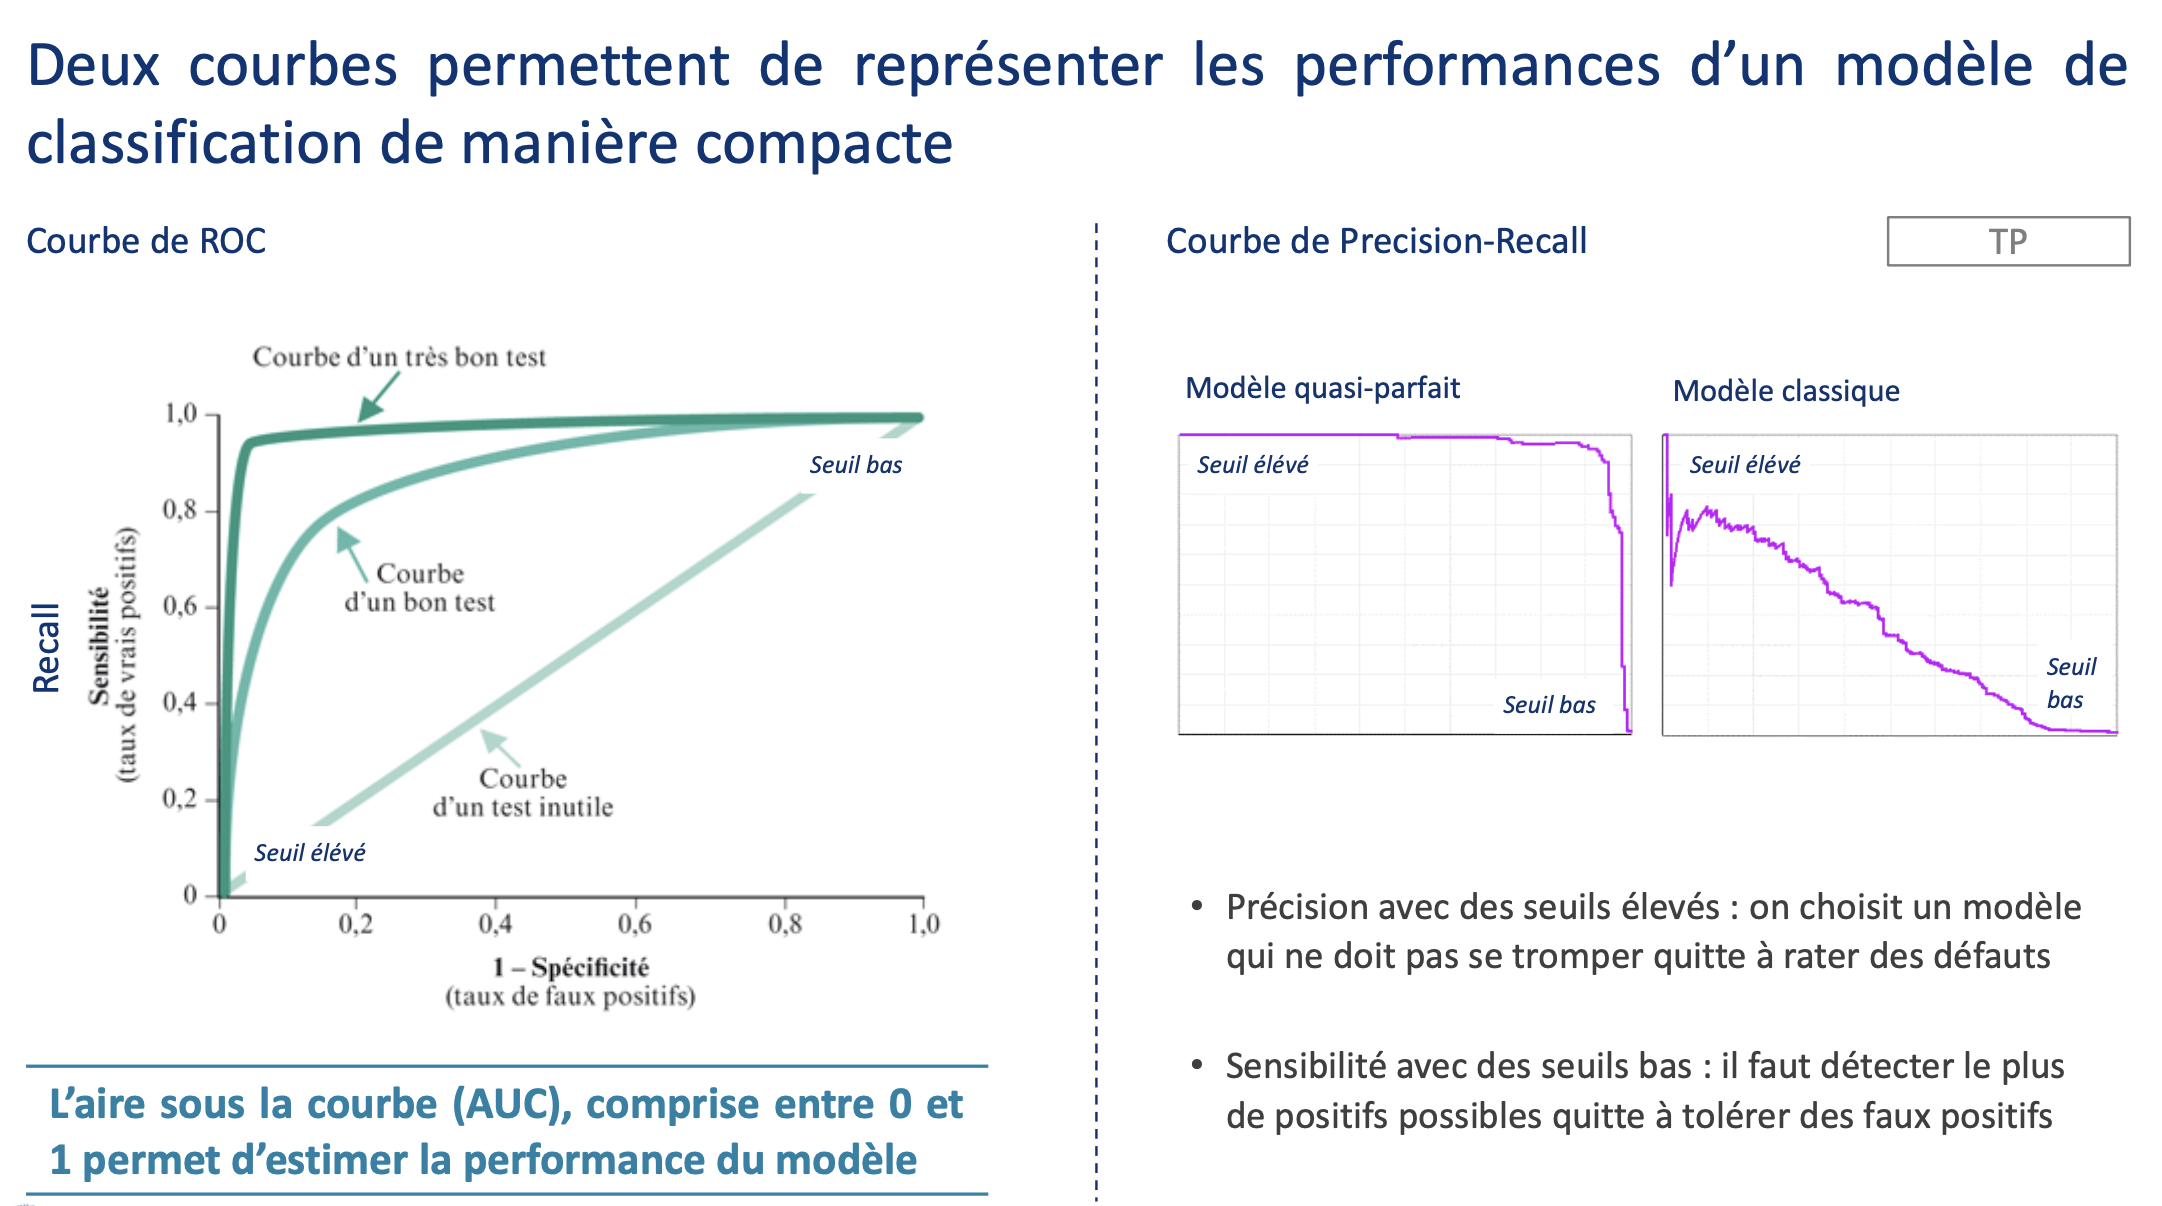 Deux courbes permettent de représenter les performances d’un modèle de
classification de manière compacte
Courbe de ROC
Courbe d’un très bon test
1,0
0,8
0,6
0,4
0,2
0
Recall
Sensibilité
(taux de vrais positifs)
Seuil bas
Courbe
d’un bon test
Courbe
d’un test inutile
Seuil élévé
0
0,2
0,4
0,6
0,8
1,0
1 – Spécificité
(taux de faux positifs)
L’aire sous la courbe (AUC), comprise entre 0 et
1 permet d’estimer la performance du modèle
Courbe de Precision-Recall
TP
Modèle quasi-parfait
Seuil élévé
Seuil bas
Modèle classique
Seuil élévé
Seuil
bas
• Précision avec des seuils élevés : on choisit un modèle
qui ne doit pas se tromper quitte à rater des défauts
• Sensibilité avec des seuils bas : il faut détecter le plus
de positifs possibles quitte à tolérer des faux positifs